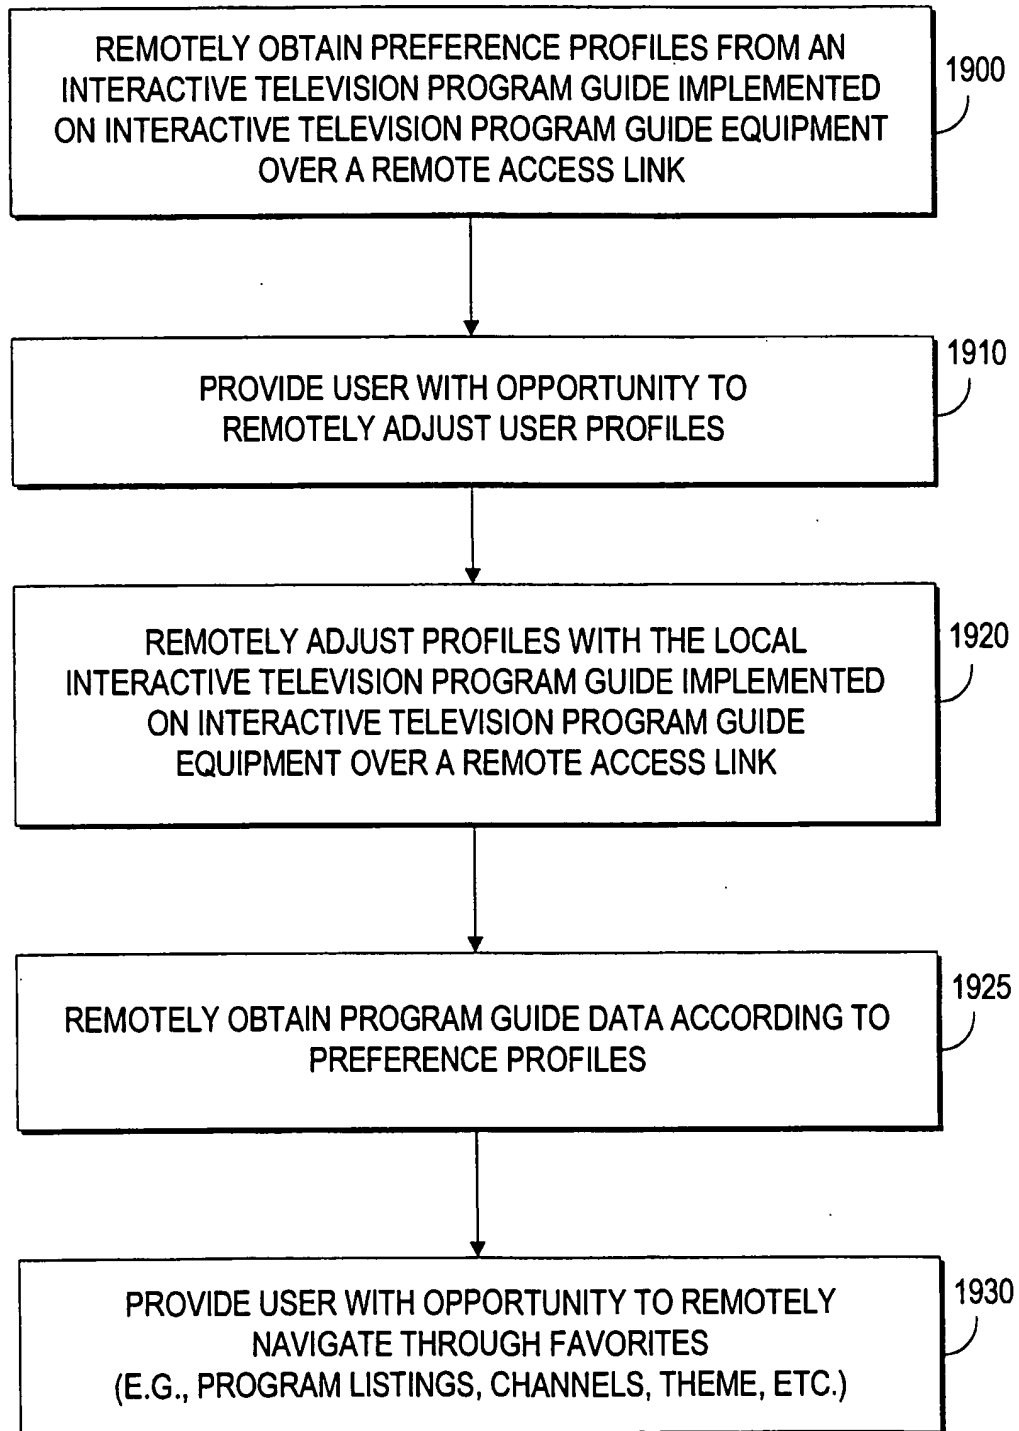 REMOTELY OBTAIN PREFERENCE PROFILES FROM AN
INTERACTIVE TELEVISION PROGRAM GUIDE IMPLEMENTED
ON INTERACTIVE TELEVISION PROGRAM GUIDE EQUIPMENT
OVER A REMOTE ACCESS LINK
1900
PROVIDE USER WITH OPPORTUNITY TO
REMOTELY ADJUST USER PROFILES
1910
REMOTELY ADJUST PROFILES WITH THE LOCAL
INTERACTIVE TELEVISION PROGRAM GUIDE IMPLEMENTED
ON INTERACTIVE TELEVISION PROGRAM GUIDE
EQUIPMENT OVER A REMOTE ACCESS LINK
1920
REMOTELY OBTAIN PROGRAM GUIDE DATA ACCORDING TO
PREFERENCE PROFILES
1925
PROVIDE USER WITH OPPORTUNITY TO REMOTELY
NAVIGATE THROUGH FAVORITES
(E.G., PROGRAM LISTINGS, CHANNELS, THEME, ETC.)
1930